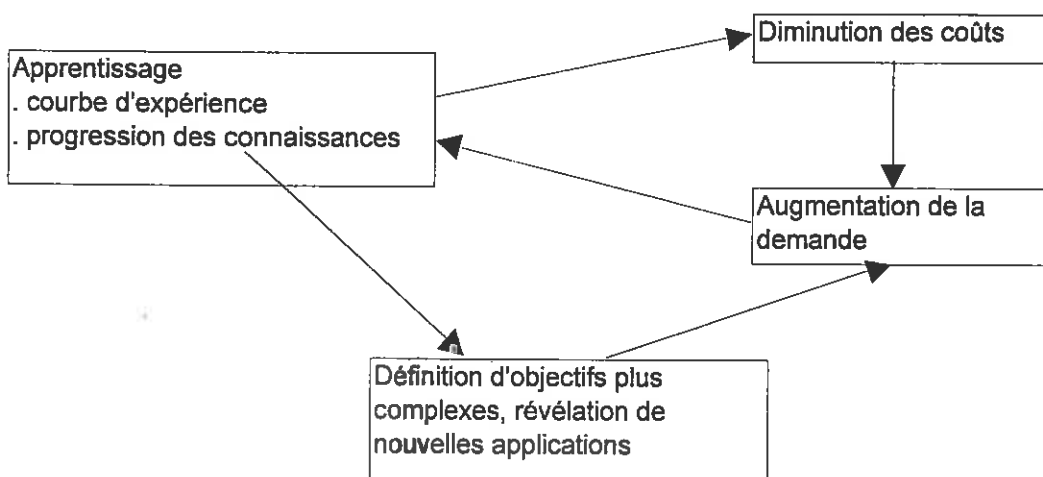 Diminution des coûts
Apprentissage
. courbe d'expérience
. progression des connaissances
Augmentation de la
demande
Définition d'objectifs plus
complexes, révélation de
nouvelles applications